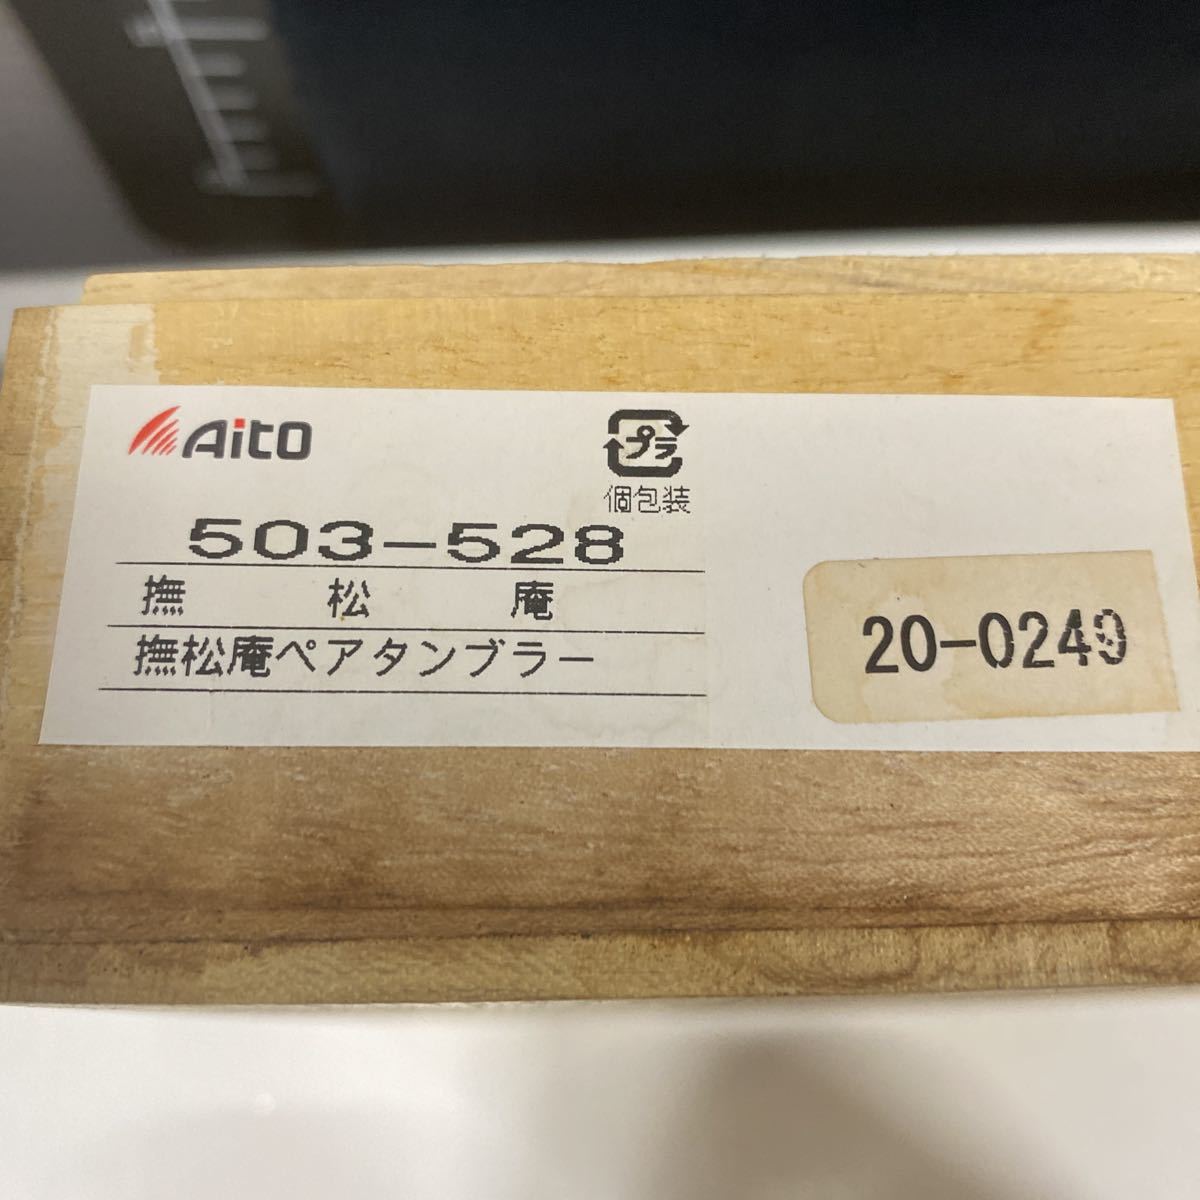 Aito
プラ
個包装
503-528
撫松庵
撫松庵ペアタンブラー
20-0249